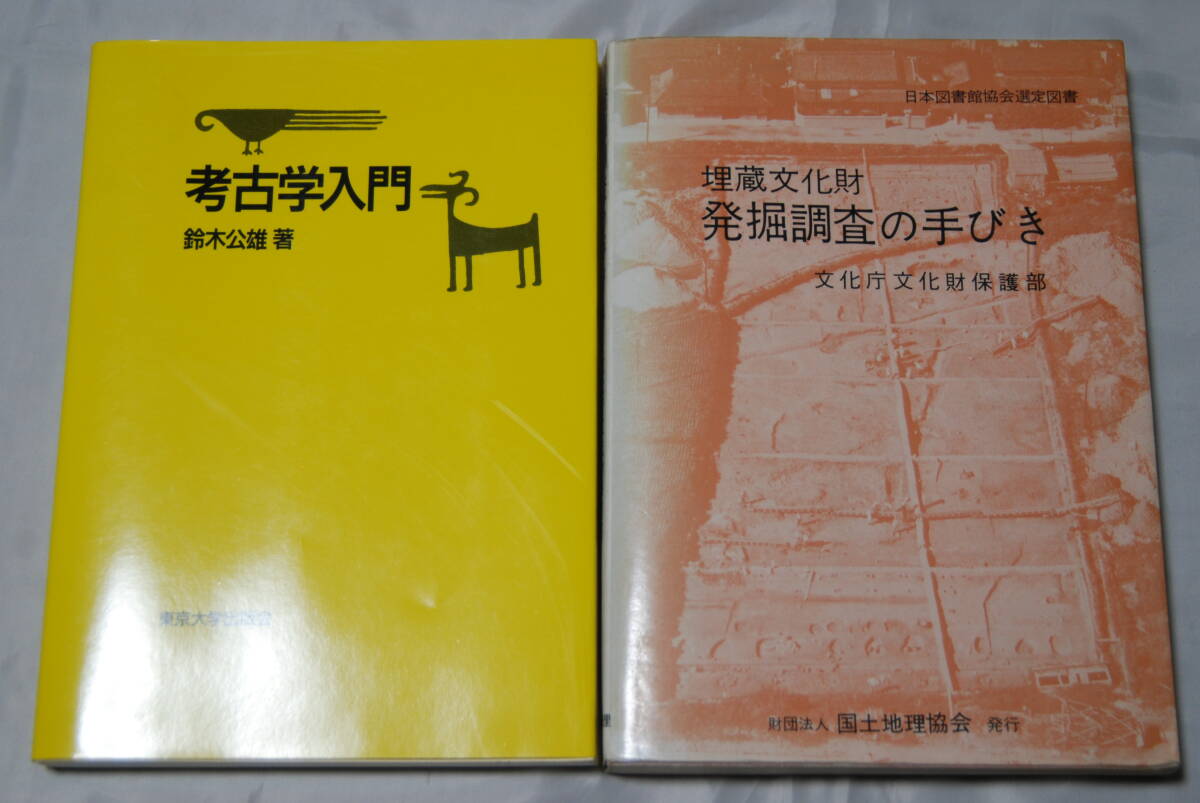 考古学入門
鈴木公雄 著
東京大学出版会
日本図書館協会選定図書
埋蔵文化財
発掘調査の手びき
文化庁文化財保護部
財団法人 国土地理協会 発行
理